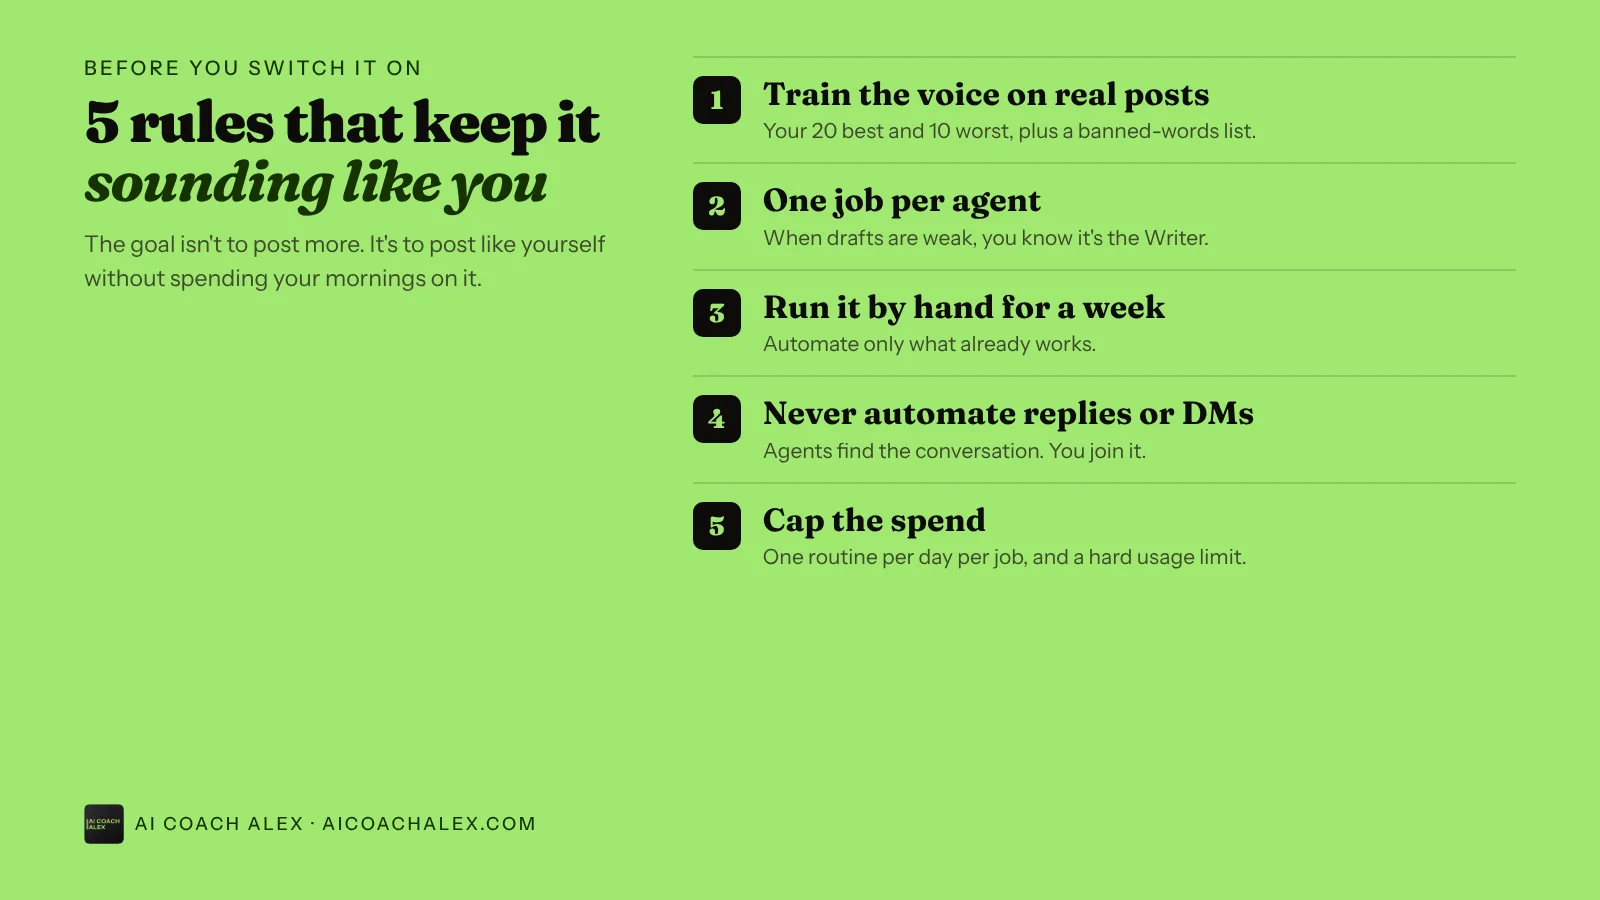 BEFORE YOU SWITCH IT ON
5 rules that keep it
sounding like you
The goal isn't to post more. It's to post like yourself
without spending your mornings on it.
1
Train the voice on real posts
Your 20 best and 10 worst, plus a banned-words list.
2
One job per agent
When drafts are weak, you know it's the Writer.
3
Run it by hand for a week
Automate only what already works.
4
Never automate replies or DMs
Agents find the conversation. You join it.
5
Cap the spend
One routine per day per job, and a hard usage limit.
AI COACH
ALEX
AI COACH ALEX · AICOACHALEX.COM